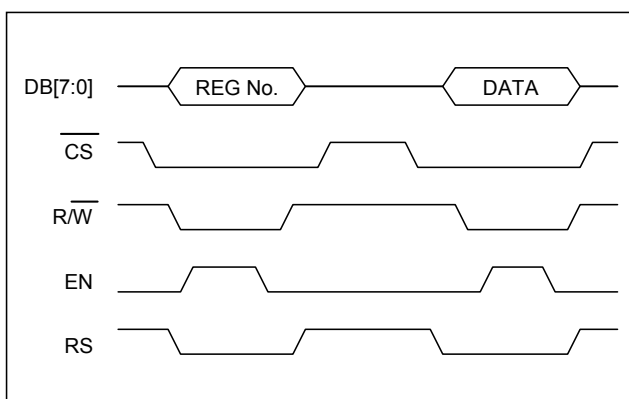 DB[7:0] REG No. DATA
CS
R/W
EN
RS